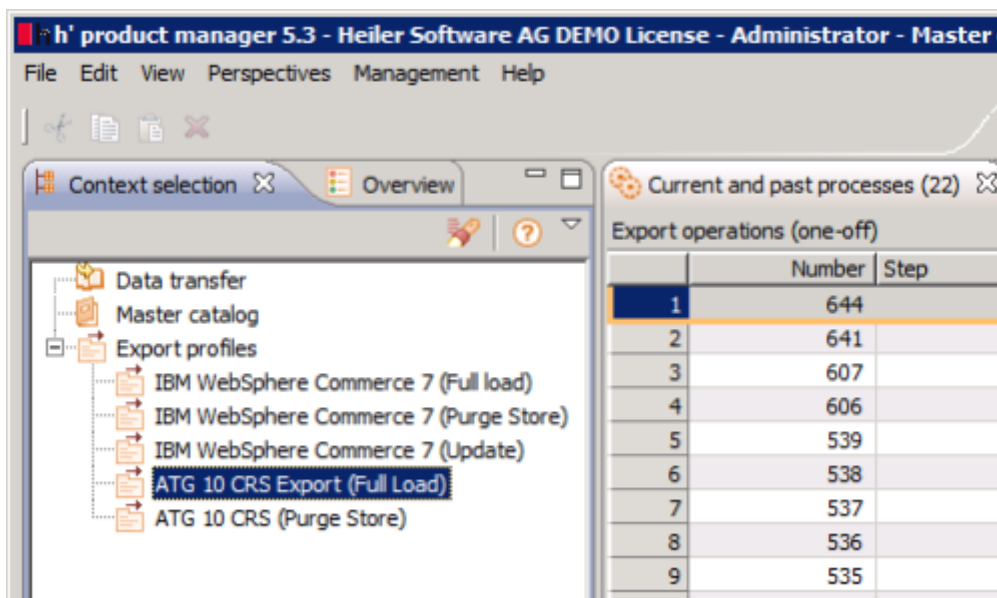 h' product manager 5.3 - Heiler Software AG DEMO License - Administrator - Master
File Edit View Perspectives Management Help
Context selection Overview
Current and past processes (22)
Export operations (one-off)
Number Step
Data transfer
Master catalog
Export profiles
IBM WebSphere Commerce 7 (Full load)
IBM WebSphere Commerce 7 (Purge Store)
IBM WebSphere Commerce 7 (Update)
ATG 10 CRS Export (Full Load)
ATG 10 CRS (Purge Store)
1 644
2 641
3 607
4 606
5 539
6 538
7 537
8 536
9 535